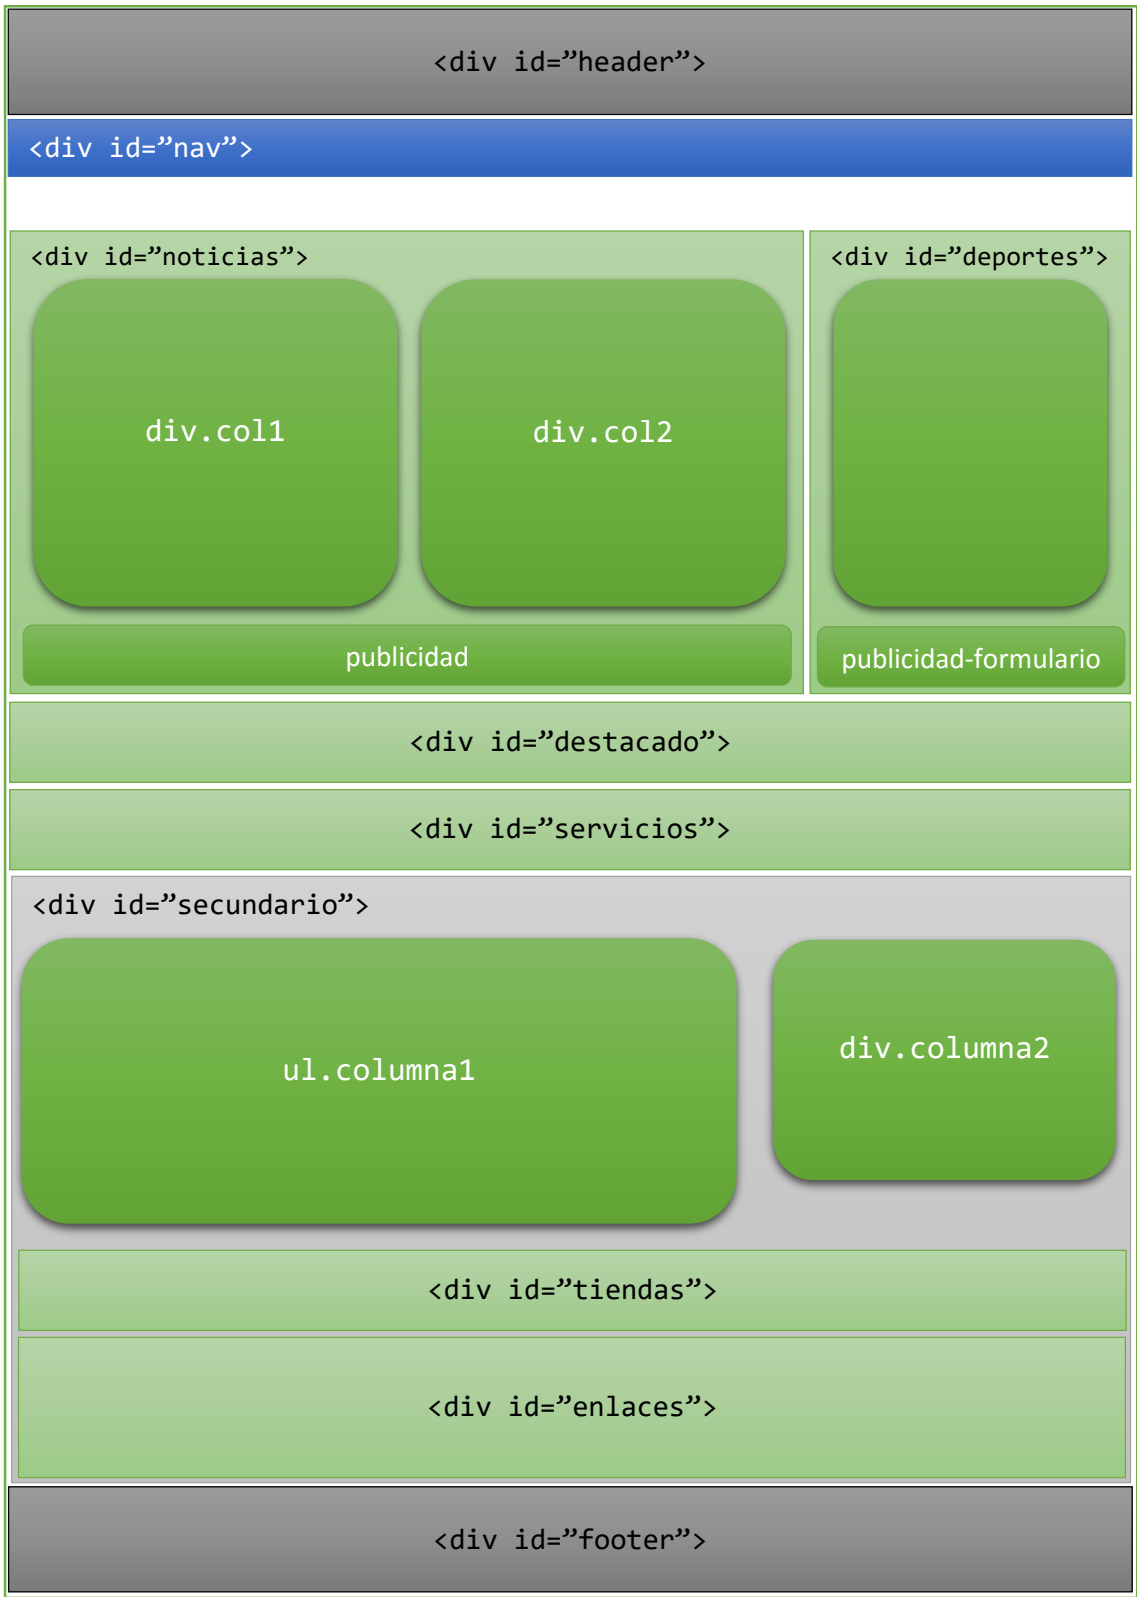 <div id=”header”>
<div id=”nav”>
<div id=”noticias”>
div.col1
div.col2
publicidad
<div id=”deportes”>
publicidad-formulario
<div id=”destacado”>
<div id=”servicios”>
<div id=”secundario”>
ul.columna1
div.columna2
<div id=”tiendas”>
<div id=”enlaces”>
<div id=”footer”>